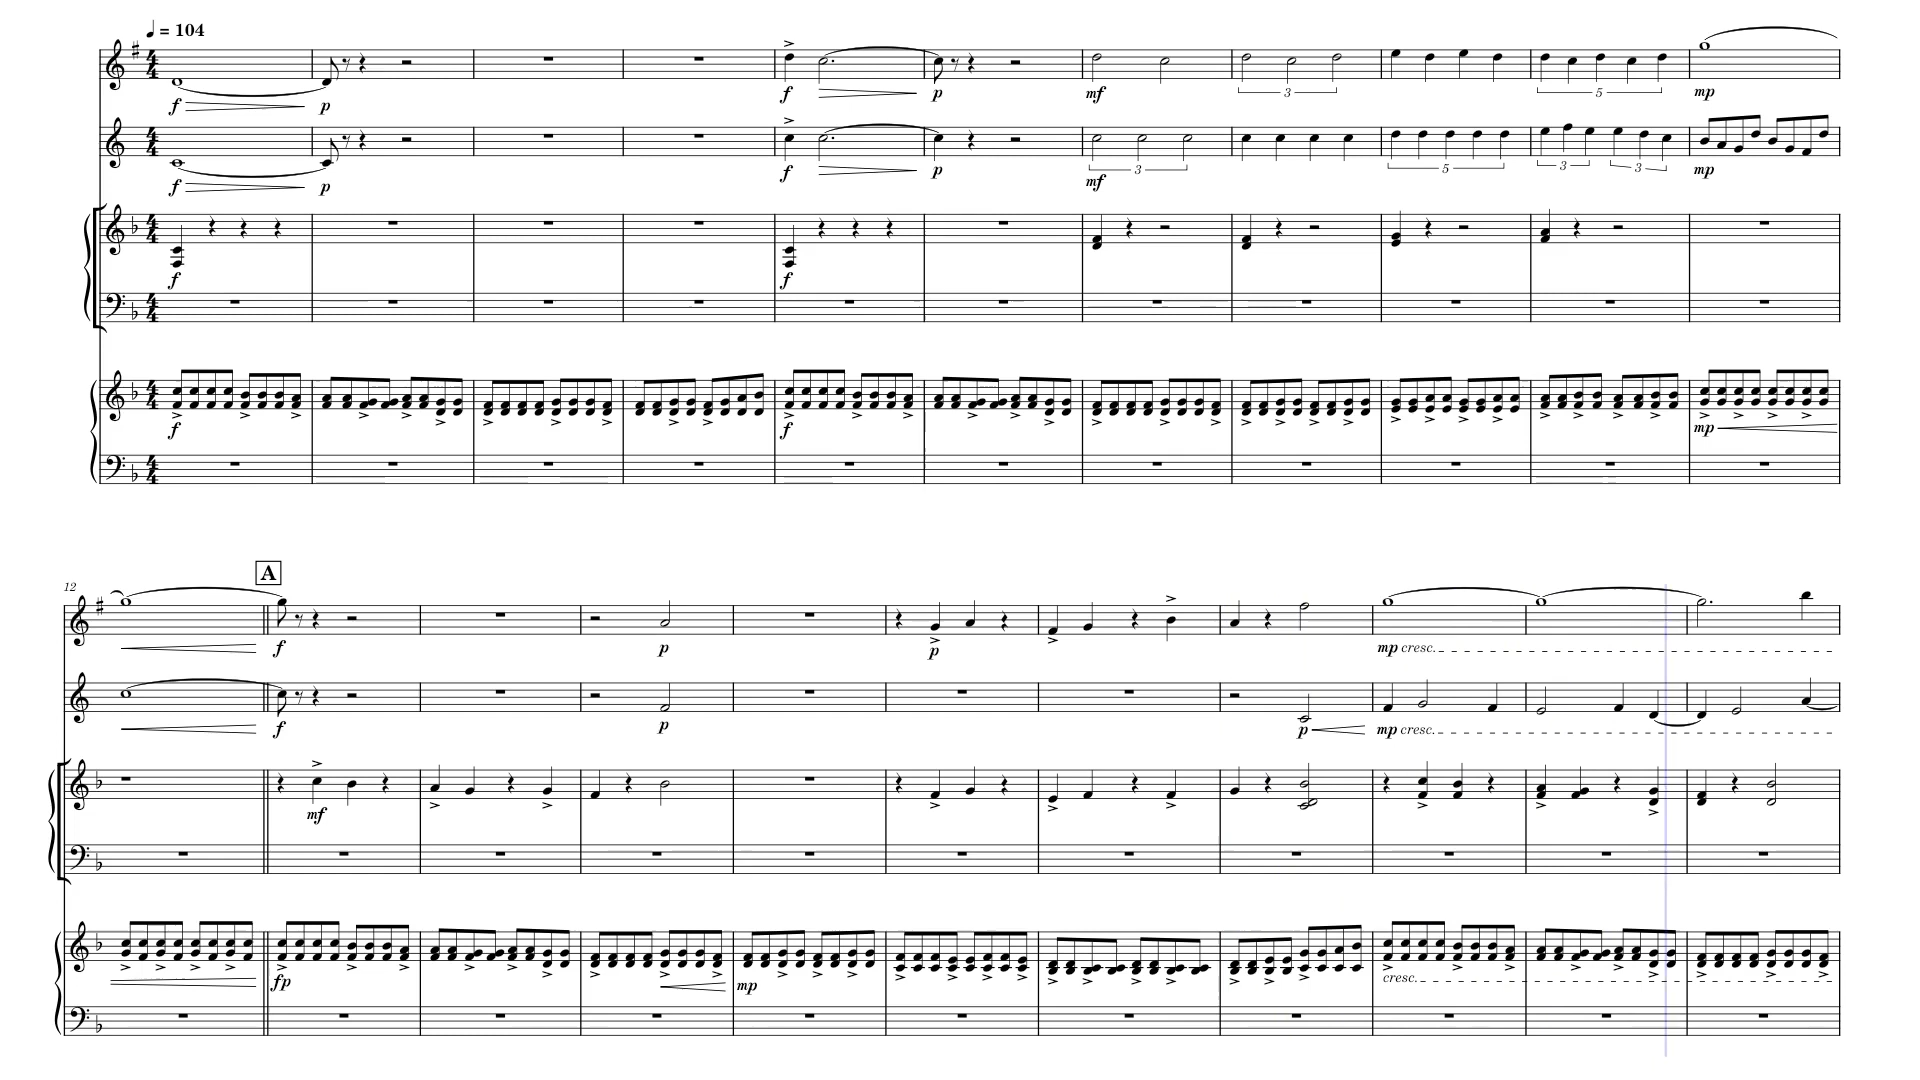 ♩ = 104
f p f p mf 3 5 mp
f p f p mf 3 5 3 3 mp
f f
f f mp
12
A
f p p mp cresc.
f p p mp cresc.
mf
fp mp cresc.